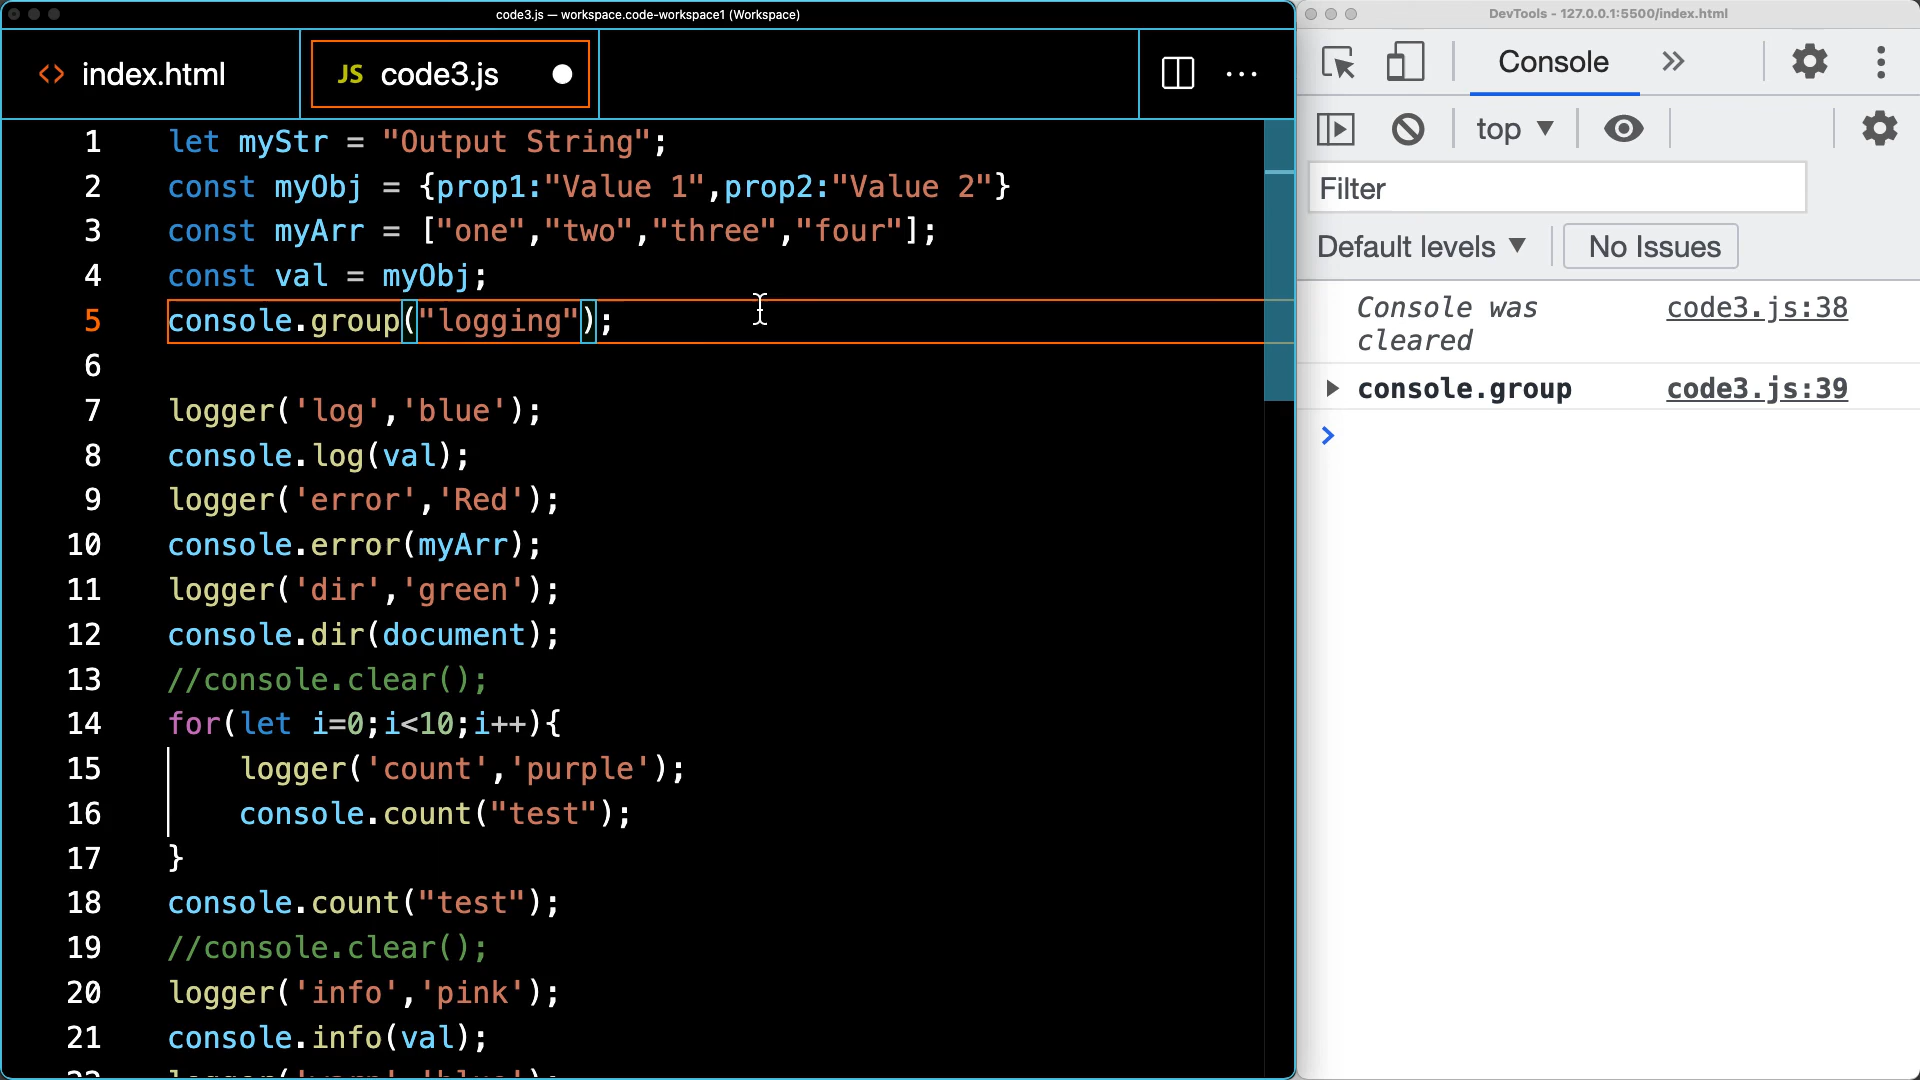 code3.js — workspace.code-workspace1 (Workspace)
<> index.html
JS code3.js
1 let myStr = "Output String";
2 const myObj = {prop1:"Value 1",prop2:"Value 2"}
3 const myArr = ["one","two","three","four"];
4 const val = myObj;
5 console.group("logging");
6
7 logger('log','blue');
8 console.log(val);
9 logger('error','Red');
10 console.error(myArr);
11 logger('dir','green');
12 console.dir(document);
13 //console.clear();
14 for(let i=0;i<10;i++){
15 logger('count','purple');
16 console.count("test");
17 }
18 console.count("test");
19 //console.clear();
20 logger('info','pink');
21 console.info(val);
DevTools - 127.0.0.1:5500/index.html
Console
top
Filter
Default levels
No Issues
Console was cleared code3.js:38
console.group code3.js:39